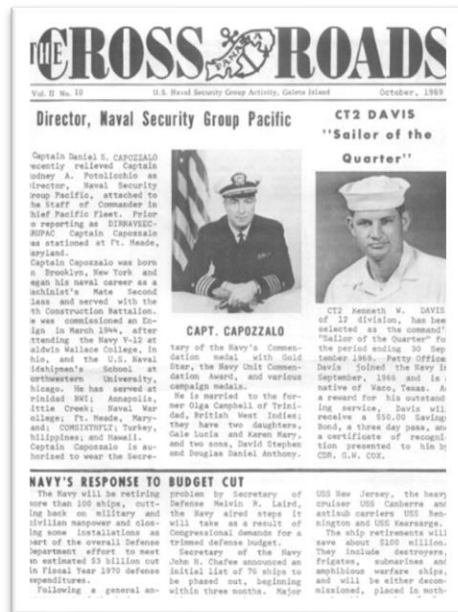 THE CROSS ROADS
PANAMA
Vol. II No. 10
U.S. Naval Security Group Activity, Galeta Island
October, 1969
Director, Naval Security Group Pacific
Captain Daniel S. CAPOZZALO
ecently relieved Captain
odney A. Potolicchio as
irector, Naval Security
roup Pacific, attached to
he Staff of Commander in
hief Pacific Fleet. Prior
o reporting as DIRNAVSEC-
RUPAC Captain Capozzalo
as stationed at Ft. Meade,
aryland.
Captain Capozzalo was born
n Brooklyn, New York and
egan his naval career as a
achinist's Mate Second
lass and served with the
th Construction Battalion.
e was commissioned an En-
ign in March 1944, after
ttending the Navy V-12 at
aldwin Wallace College, in
hio, and the U.S. Naval
idshipmen's School at
orthwestern University,
hicago. He has served at
rinidad BWI; Annapolis,
ittle Creek; Naval War
ollege; Ft. Meade, Mary-
and; COMSIXTHFLT; Turkey,
hilippines; and Hawaii.
Captain Capozzalo is au-
horized to wear the Secre-
CAPT. CAPOZZALO
tary of the Navy's Commen-
dation medal with Gold
Star, the Navy Unit Commen-
dation Award, and various
campaign medals.
He is married to the for-
mer Olga Campbell of Trini-
dad, British West Indies;
they have two daughters,
Gale Lucia and Karen Mary,
and two sons, David Stephen
and Douglas Daniel Anthony.
CT2 DAVIS
"Sailor of the
Quarter"
CT2 Kenneth W. DAVIS
of 12 division, has bee
selected as the command'
"Sailor of the Quarter" fo
the period ending 30 Sep
tember 1969. Petty Office
Davis joined the Navy i
September, 1966 and is
native of Waco, Texas. A
a reward for his outstand
ing service, Davis wil
receive a $50.00 Saving
Bond, a three day pass, an
a certificate of recogni
tion presented to him b
CDR. G.W. COX.
NAVY'S RESPONSE TO BUDGET CUT
The Navy will be retiring
ore than 100 ships, cutt-
ing back on military and
ivilian manpower and clos-
ing some installations as
art of the overall Defense
epartment effort to meet
n estimated $3 billion cut
in Fiscal Year 1970 defense
xpenditures.
Following a general an-
problem by Secretary of
Defense Melvin R. Laird,
the Navy aired steps it
will take as a result of
Congressional demands for a
trimmed defense budget.
Secretary of the Navy
John H. Chafee announced an
initial list of 76 ships to
be phased out, beginning
within three months. Major
USS New Jersey, the heav
cruiser USS Canberra and
antisub carriers USS Ben-
nington and USS Kearsarge.
The ship retirements will
save about $100 million.
They include destroyers,
frigates, submarines and
amphibious warfare ships,
and will be either decom-
missioned, placed in moth-